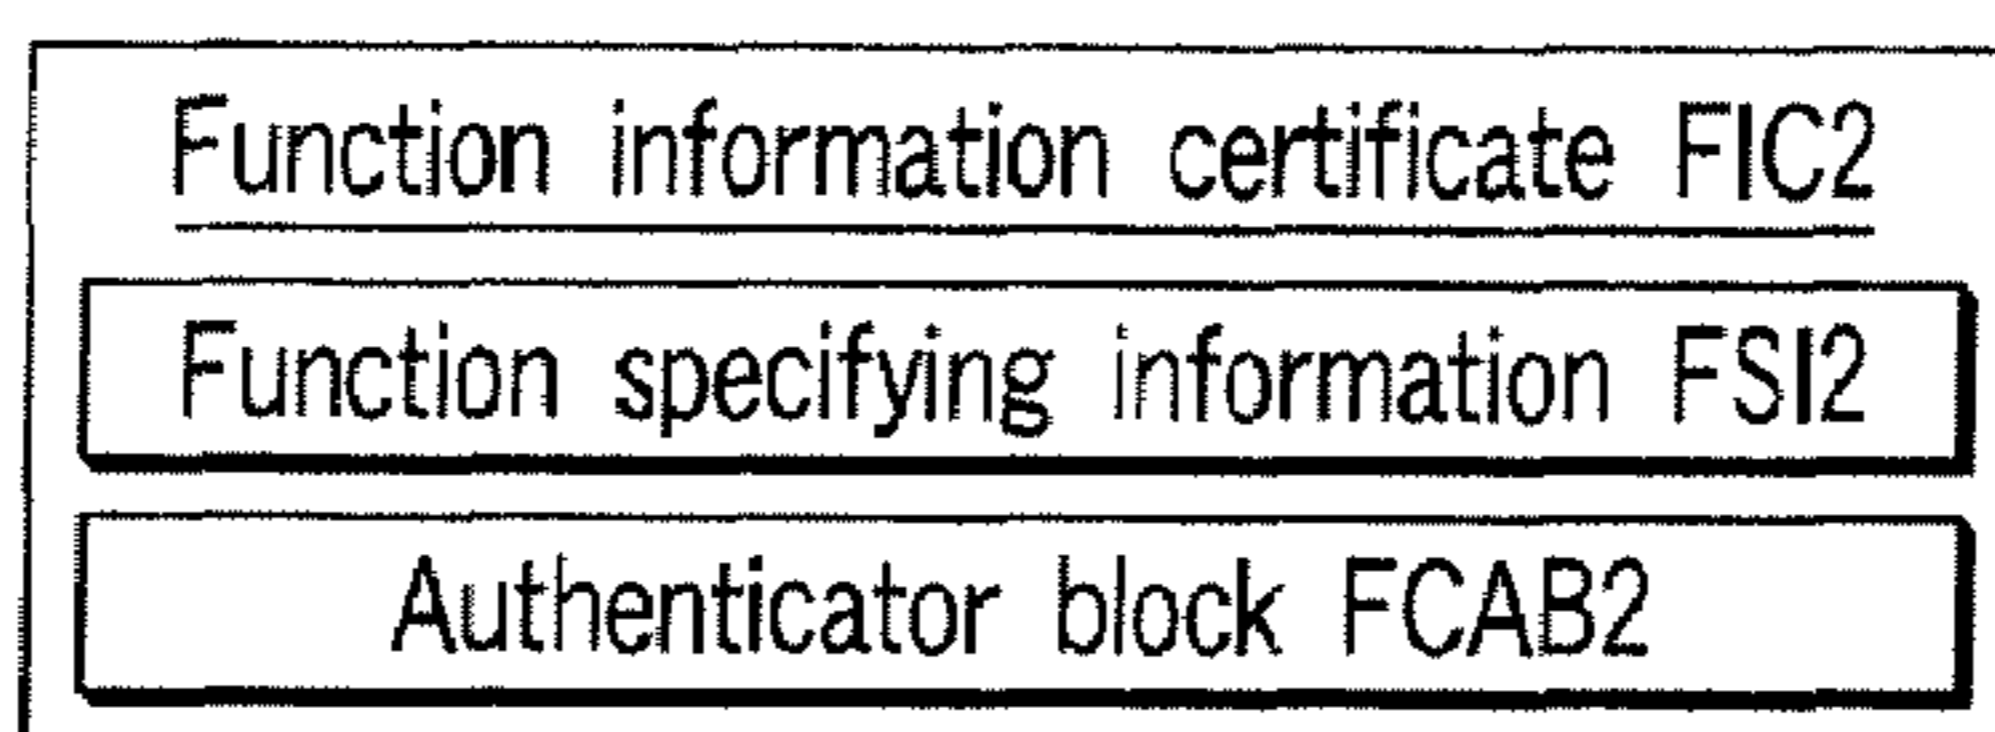 Function information certificate FIC2
Function specifying information FSI2
Authenticator block FCAB2